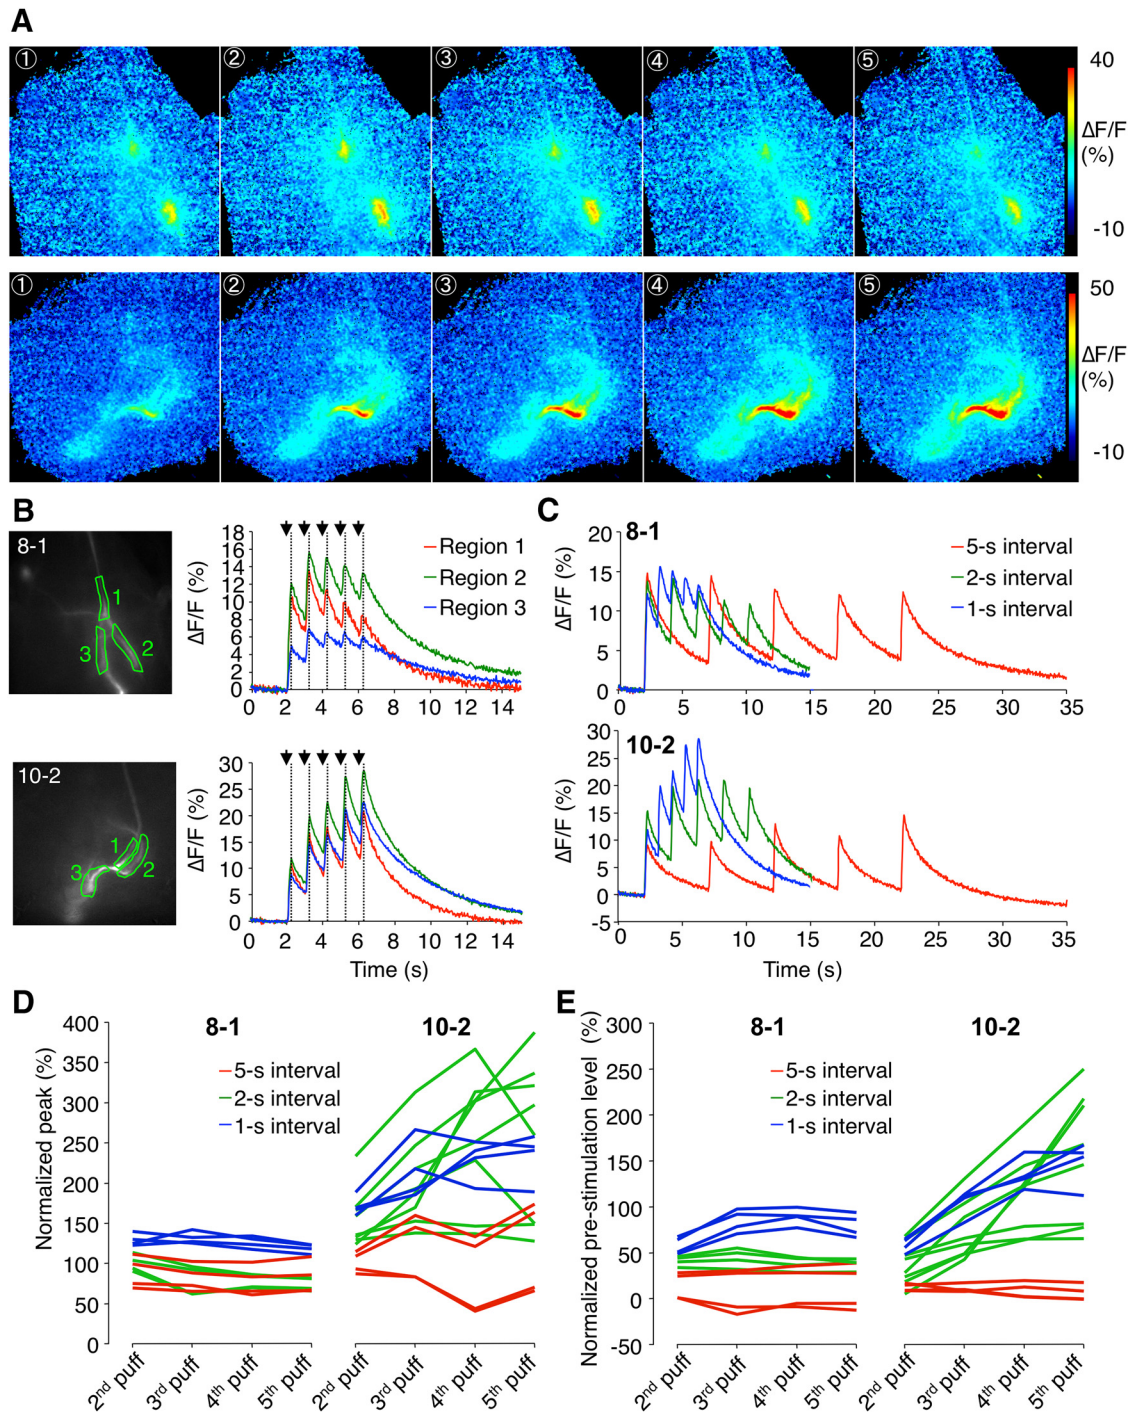 A
① ② ③ ④ ⑤
40
ΔF/F
(%)
-10
① ② ③ ④ ⑤
50
ΔF/F
(%)
-10
B
8-1
1
2
3
ΔF/F (%)
18
16
14
12
10
8
6
4
2
0
0 2 4 6 8 10 12 14
Region 1
Region 2
Region 3
10-2
1
2
3
ΔF/F (%)
30
25
20
15
10
5
0
0 2 4 6 8 10 12 14
Time (s)
C
8-1
ΔF/F (%)
20
15
10
5
0
0 5 10 15 20 25 30 35
5-s interval
2-s interval
1-s interval
10-2
ΔF/F (%)
30
25
20
15
10
5
0
-5
0 5 10 15 20 25 30 35
Time (s)
D
8-1 10-2
Normalized peak (%)
400
350
300
250
200
150
100
50
0
5-s interval
2-s interval
1-s interval
2nd puff
3rd puff
4th puff
5th puff
2nd puff
3rd puff
4th puff
5th puff
E
8-1 10-2
Normalized pre-stimulation level (%)
300
250
200
150
100
50
0
-50
5-s interval
2-s interval
1-s interval
2nd puff
3rd puff
4th puff
5th puff
2nd puff
3rd puff
4th puff
5th puff